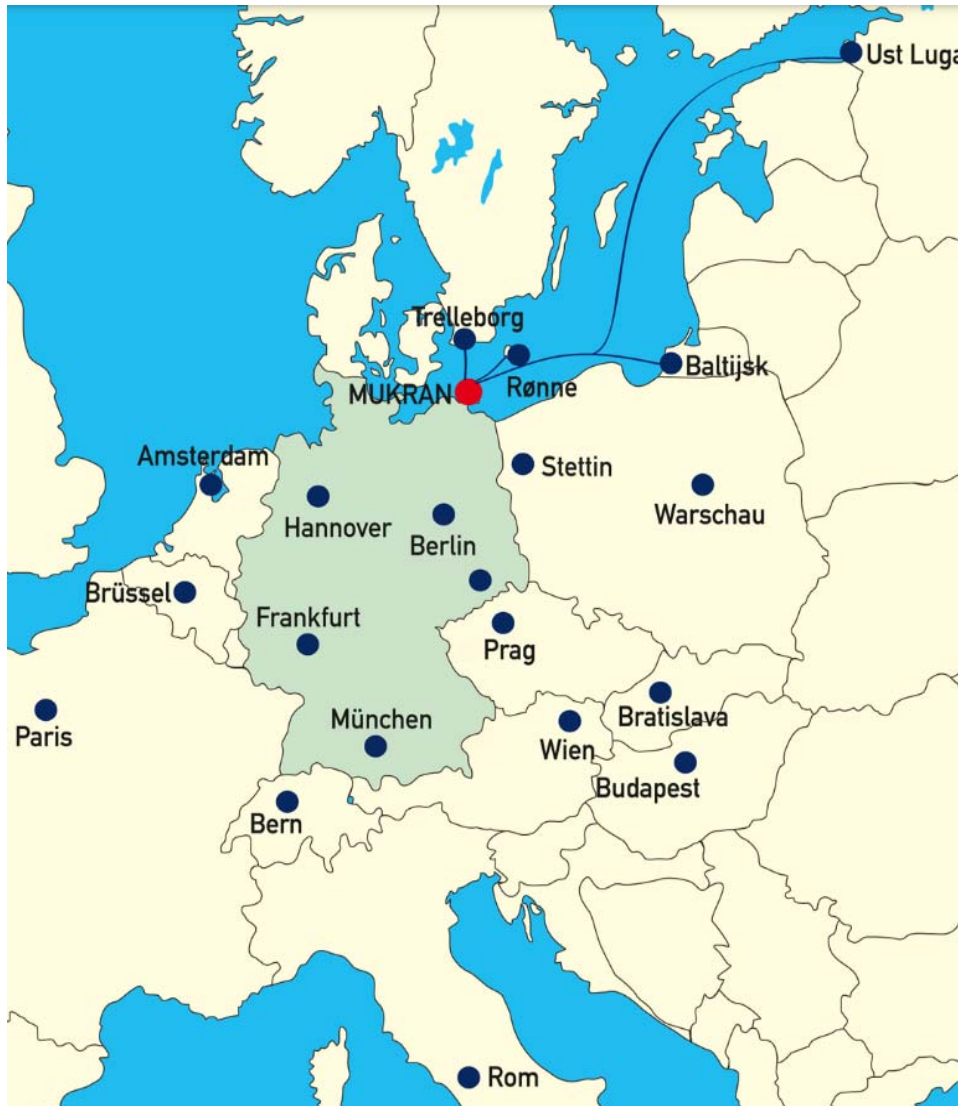 Ust Luga
Trelleborg
Baltijsk
Rønne
MUKRAN
Amsterdam
Stettin
Hannover
Warschau
Berlin
Brüssel
Frankfurt
Prag
München
Bratislava
Paris
Wien
Budapest
Bern
Rom